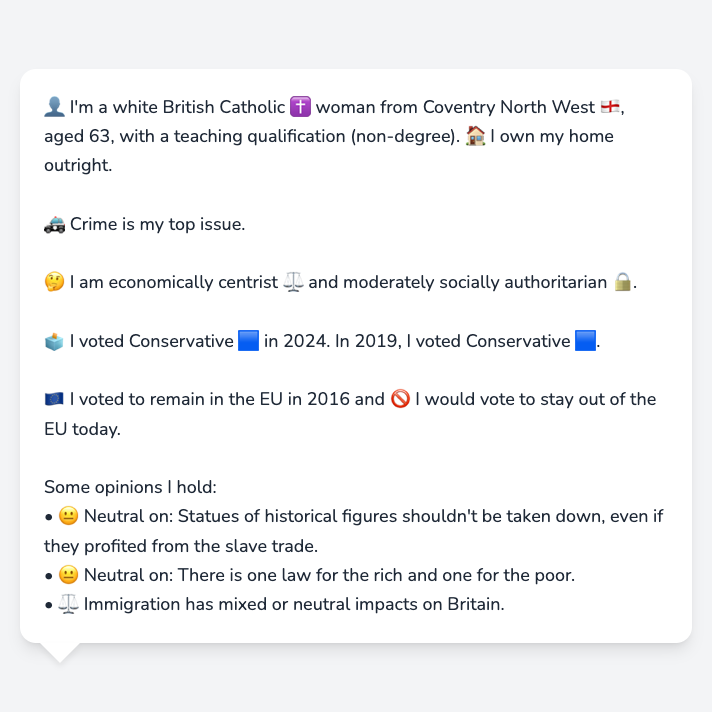 👤 I'm a white British Catholic ✝️ woman from Coventry North West 🏴󠁧󠁢󠁥󠁮󠁧󠁿,
aged 63, with a teaching qualification (non-degree). 🏠 I own my home
outright.
🚓 Crime is my top issue.
🤔 I am economically centrist ⚖️ and moderately socially authoritarian 🔒.
🗳️ I voted Conservative 🟦 in 2024. In 2019, I voted Conservative 🟦.
🇪🇺 I voted to remain in the EU in 2016 and 🚫 I would vote to stay out of the
EU today.
Some opinions I hold:
• 😐 Neutral on: Statues of historical figures shouldn't be taken down, even if
they profited from the slave trade.
• 😐 Neutral on: There is one law for the rich and one for the poor.
• ⚖️ Immigration has mixed or neutral impacts on Britain.